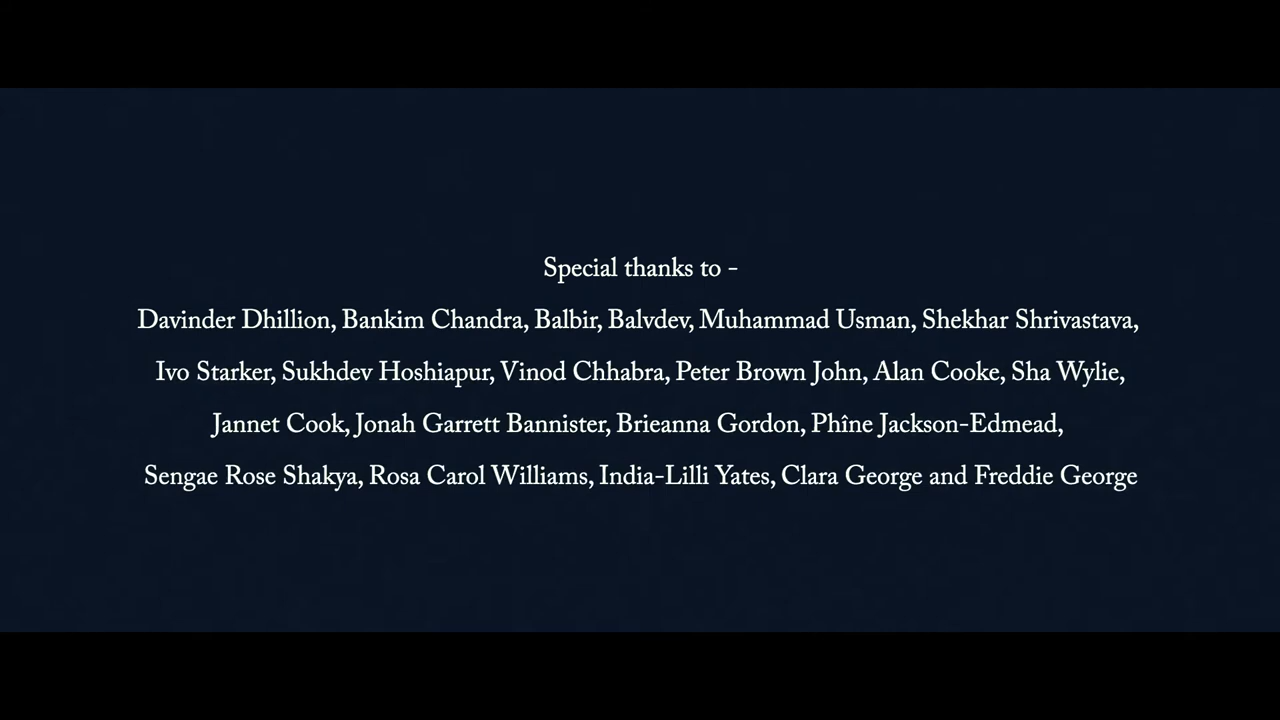 Special thanks to -
Davinder Dhillion, Bankim Chandra, Balbir, Balvdev, Muhammad Usman, Shekhar Shrivastava,
Ivo Starker, Sukhdev Hoshiapur, Vinod Chhabra, Peter Brown John, Alan Cooke, Sha Wylie,
Jannet Cook, Jonah Garrett Bannister, Brieanna Gordon, Phîne Jackson-Edmead,
Sengae Rose Shakya, Rosa Carol Williams, India-Lilli Yates, Clara George and Freddie George